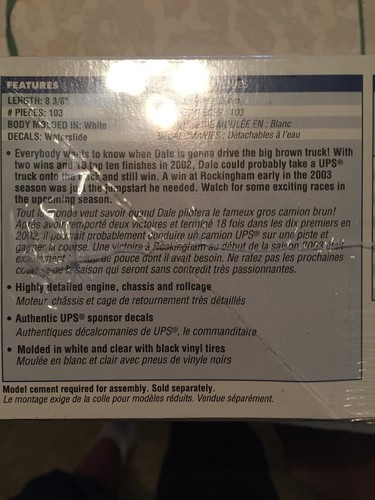 FEATURES
LENGTH: 8 3/8"
# PIECES: 103
: 103
BODY MOLDED IN: White
MOULÉE EN : Blanc
DECALS: Waterslide
DÉCALCOMANIES : Détachables à l'eau
• Everybody wants to know when Dale is gonna drive the big brown truck! With
two wins and 18 top ten finishes in 2002, Dale could probably take a UPS®
truck onto the and still win. A win at Rockingham early in the 2003
season was just the jumpstart he needed. Watch for some exciting races in
the upcoming season.
Tout le monde veut savoir quand Dale pilotera le fameux gros camion brun!
Après avoir remporté deux victoires et terminé 18 fois dans les dix premiers en
2002, il pourrait probablement conduire un camion UPS® sur une piste et
gagner la course. Une victoire à Rockingham au début de la saison 2003 était
exactement le de pouce dont il avait besoin. Ne ratez pas les prochaines
courses de la saison qui seront sans contredit très passionnantes.
• Highly detailed engine, chassis and rollcage
Moteur, châssis et cage de retournement très détaillés
• Authentic UPS® sponsor decals
Authentiques décalcomanies de UPS®, le commanditaire
• Molded in white and clear with black vinyl tires
Moulée en blanc et clair avec pneus de vinyle noirs
Model cement required for assembly. Sold separately.
Le montage exige de la colle pour modèles réduits. Vendue séparément.